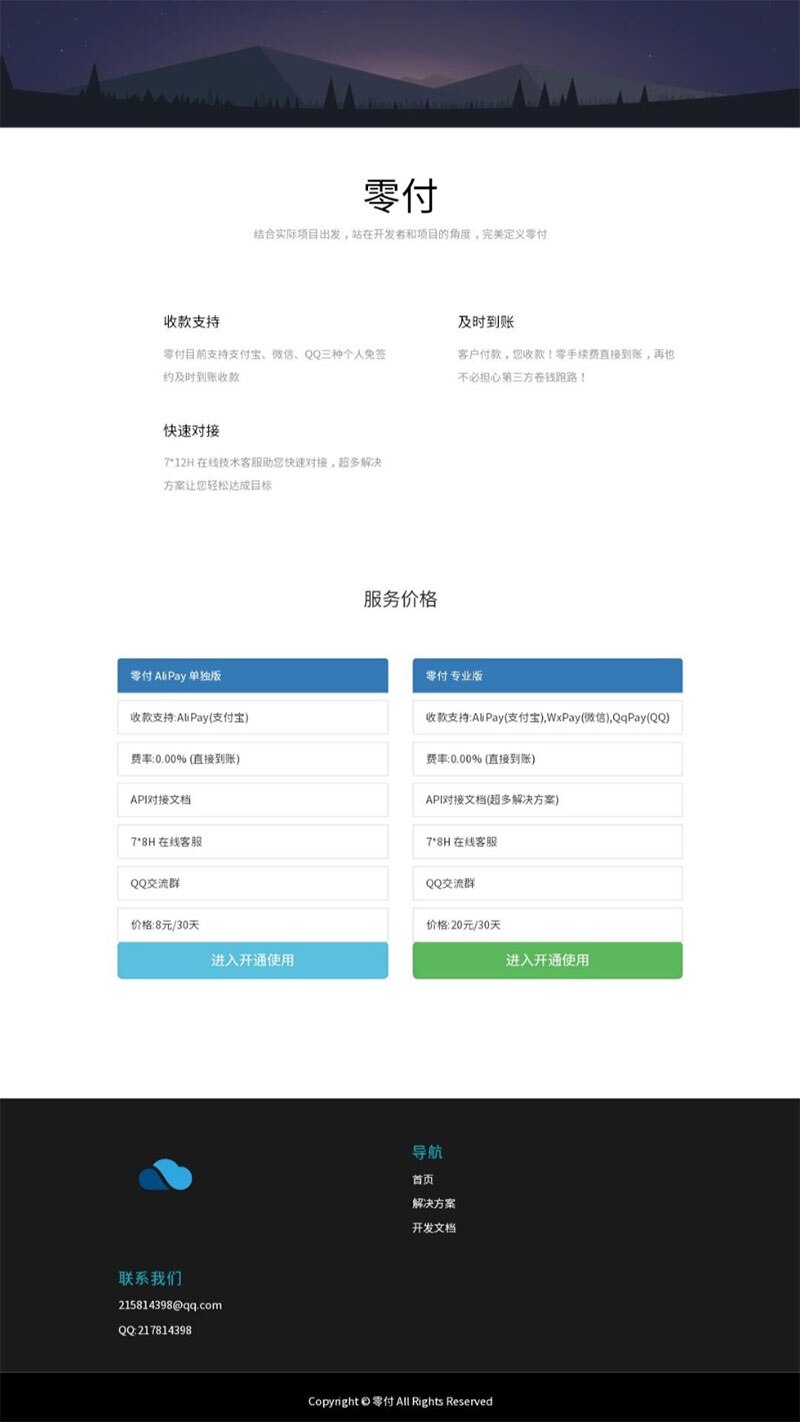 零付
结合实际项目出发，站在开发者和项目的角度，完美定义零付
收款支持
零付目前支持支付宝、微信、QQ三种个人免签
约及时到账收款
及时到账
客户付款，您收款！零手续费直接到账，再也
不必担心第三方卷钱跑路！
快速对接
7*12H 在线技术客服助您快速对接，超多解决
方案让您轻松达成目标
服务价格
零付 AliPay 单独版
收款支持:AliPay(支付宝)
费率:0.00% (直接到账)
API对接文档
7*8H 在线客服
QQ交流群
价格:8元/30天
进入开通使用
零付 专业版
收款支持:AliPay(支付宝),WxPay(微信),QqPay(QQ)
费率:0.00% (直接到账)
API对接文档(超多解决方案)
7*8H 在线客服
QQ交流群
价格:20元/30天
进入开通使用
导航
首页
解决方案
开发文档
联系我们
215814398@qq.com
QQ:217814398
Copyright © 零付 All Rights Reserved